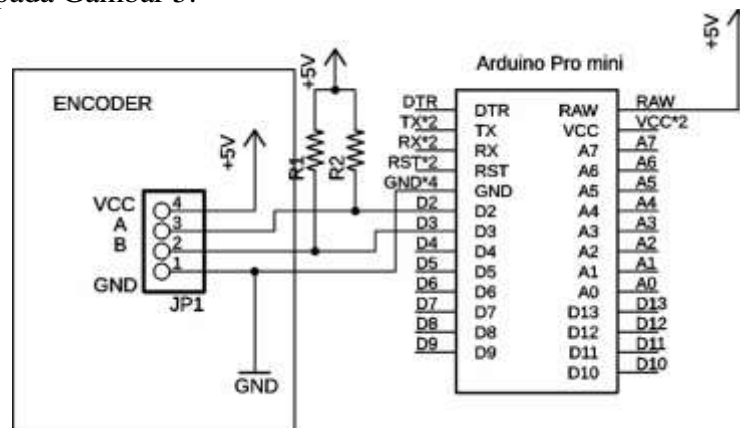 pada Gambar 3.
ENCODER
+5V
VCC 4
A 3
B 2
GND 1
JP1
GND
+5V
R1
R2
Arduino Pro mini
+5V
DTR DTR RAW RAW
TX*2 TX VCC VCC*2
RX*2 RX A7 A7
RST*2 RST A6 A6
GND*4 GND A5 A5
D2 D2 A4 A4
D3 D3 A3 A3
D4 D4 A2 A2
D5 D5 A1 A1
D6 D6 A0 A0
D7 D7 D13 D13
D8 D8 D12 D12
D9 D9 D11 D11
D10 D10